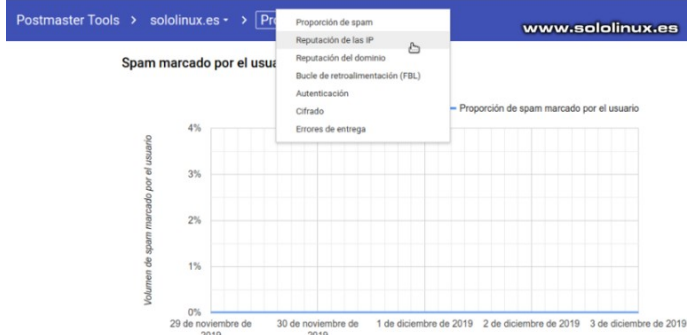 Postmaster Tools > sololinux.es > Pro
www.sololinux.es
Proporción de spam
Reputación de las IP
Reputación del dominio
Bucle de retroalimentación (FBL)
Autenticación
Cifrado
Errores de entrega
Spam marcado por el usua
Proporción de spam marcado por el usuario
Volumen de spam marcado por el usuario
4%
3%
2%
1%
0%
29 de noviembre de 2019
30 de noviembre de 2019
1 de diciembre de 2019
2 de diciembre de 2019
3 de diciembre de 2019